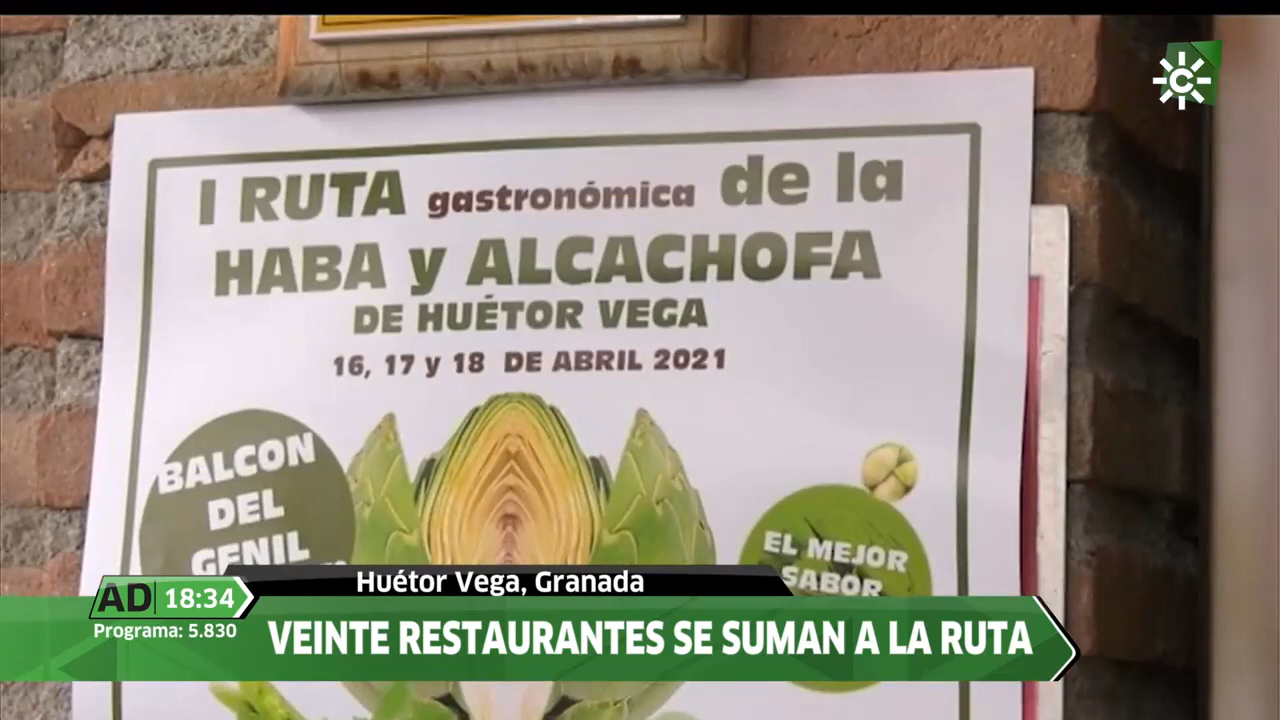 I RUTA gastronómica de la
HABA y ALCACHOFA
DE HUÉTOR VEGA
16, 17 y 18 DE ABRIL 2021
BALCON
DEL
GENIL
EL MEJOR
SABOR
Huétor Vega, Granada
AD 18:34
Programa: 5.830
VEINTE RESTAURANTES SE SUMAN A LA RUTA